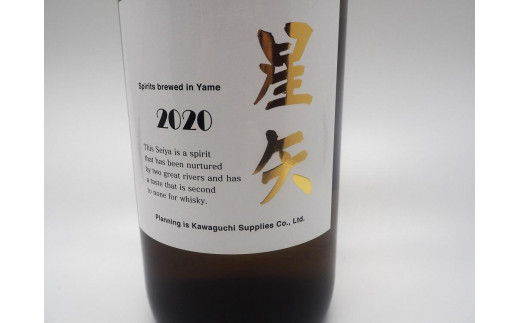 星矢
Spirits brewed in Yame
2020
This Seiya is a spirit
that has been nurtured
by two great rivers and has
a taste that is second
to none for whisky.
Planning is Kawaguchi Supplies Co., Ltd.